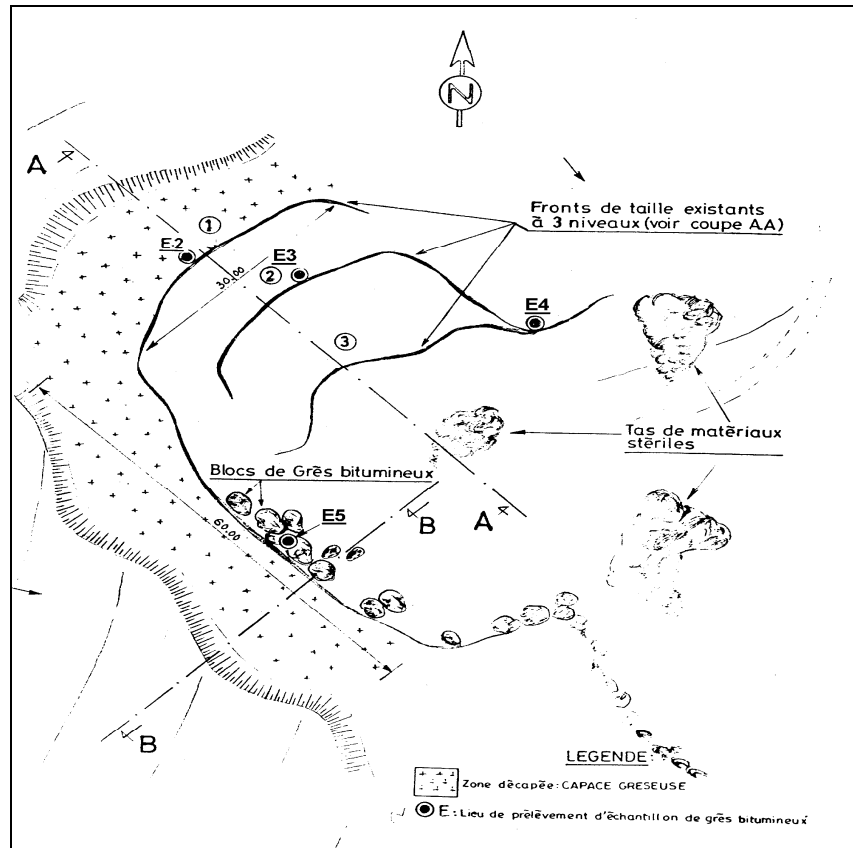 N
A
Fronts de taille existants
à 3 niveaux (voir coupe A.A)
1
E.2
E3
2
30.00
E4
3
Tas de matériaux
stériles
Blocs de Grès bitumineux
E5
60.00
B
A
B
LEGENDE:
Zone décapée: CAPACE GRESEUSE
E: Lieu de prélèvement d'échantillon de grès bitumineux